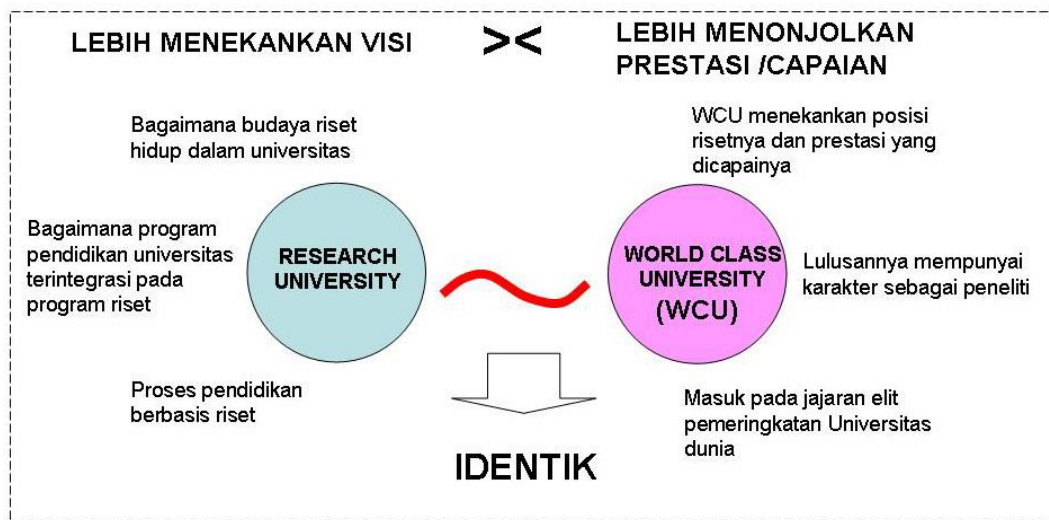 LEBIH MENEKANKAN VISI
><
LEBIH MENONJOLKAN
PRESTASI /CAPAIAN
Bagaimana budaya riset
hidup dalam universitas
Bagaimana program
pendidikan universitas
terintegrasi pada
program riset
Proses pendidikan
berbasis riset
RESEARCH
UNIVERSITY
WCU menekankan posisi
risetnya dan prestasi yang
dicapainya
WORLD CLASS
UNIVERSITY
(WCU)
Lulusannya mempunyai
karakter sebagai peneliti
Masuk pada jajaran elit
pemeringkatan Universitas
dunia
IDENTIK